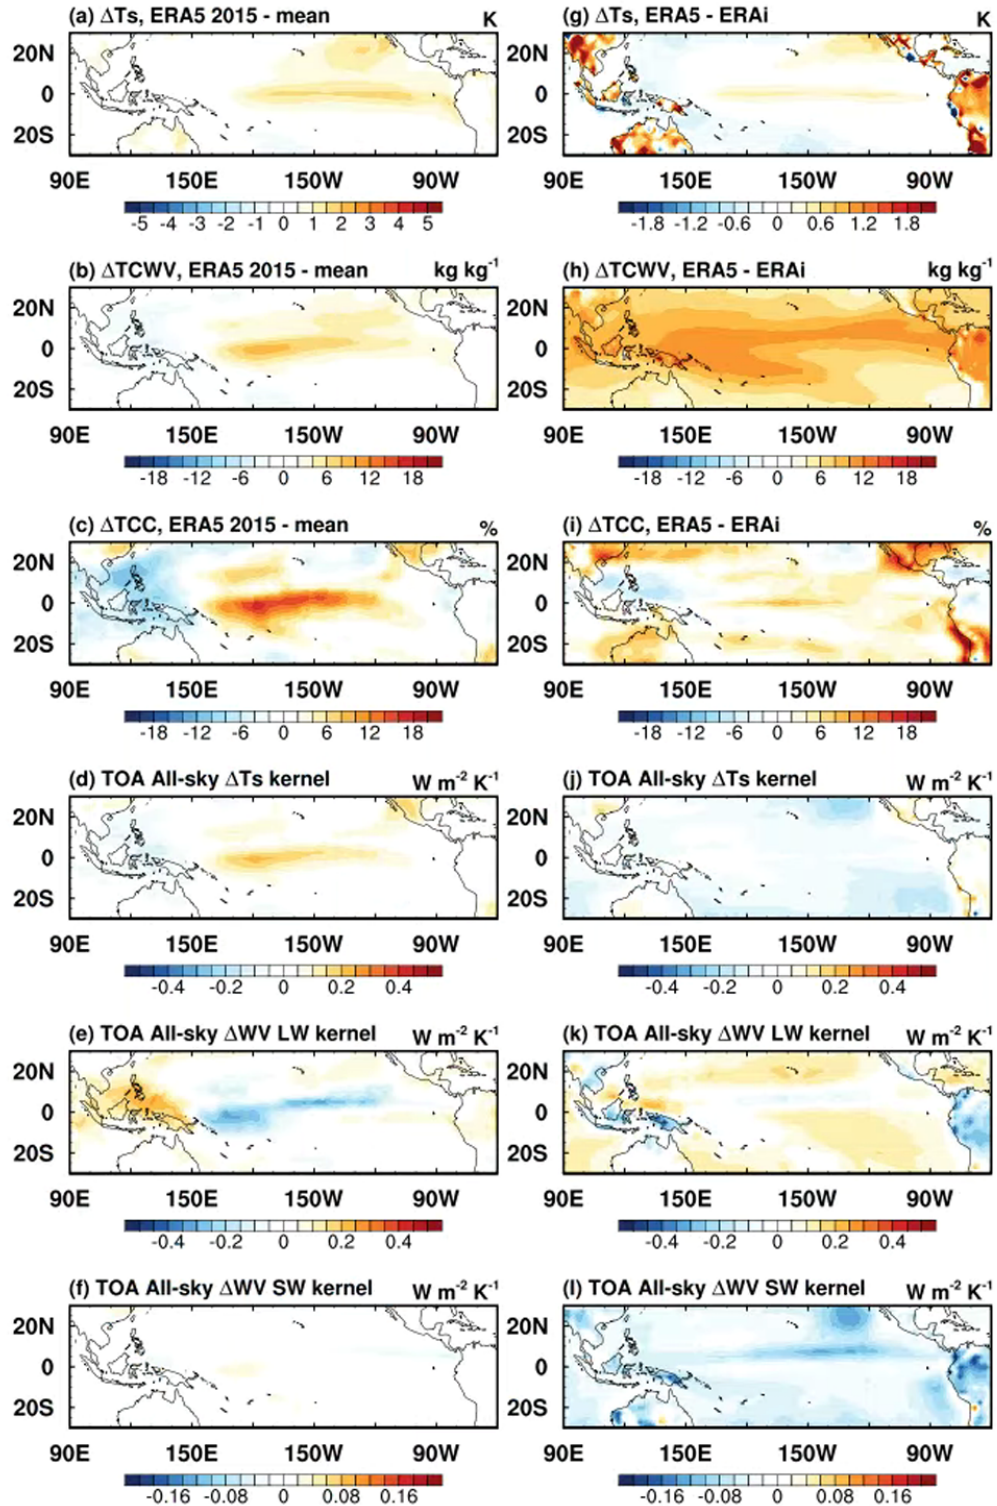 (a) ΔTs, ERA5 2015 - mean K
20N
0
20S
90E 150E 150W 90W
-5 -4 -3 -2 -1 0 1 2 3 4 5
(g) ΔTs, ERA5 - ERAi K
20N
0
20S
90E 150E 150W 90W
-1.8 -1.2 -0.6 0 0.6 1.2 1.8
(b) ΔTCWV, ERA5 2015 - mean kg kg-1
20N
0
20S
90E 150E 150W 90W
-18 -12 -6 0 6 12 18
(h) ΔTCWV, ERA5 - ERAi kg kg-1
20N
0
20S
90E 150E 150W 90W
-18 -12 -6 0 6 12 18
(c) ΔTCC, ERA5 2015 - mean %
20N
0
20S
90E 150E 150W 90W
-18 -12 -6 0 6 12 18
(i) ΔTCC, ERA5 - ERAi %
20N
0
20S
90E 150E 150W 90W
-18 -12 -6 0 6 12 18
(d) TOA All-sky ΔTs kernel W m-2 K-1
20N
0
20S
90E 150E 150W 90W
-0.4 -0.2 0 0.2 0.4
(j) TOA All-sky ΔTs kernel W m-2 K-1
20N
0
20S
90E 150E 150W 90W
-0.4 -0.2 0 0.2 0.4
(e) TOA All-sky ΔWV LW kernel W m-2 K-1
20N
0
20S
90E 150E 150W 90W
-0.4 -0.2 0 0.2 0.4
(k) TOA All-sky ΔWV LW kernel W m-2 K-1
20N
0
20S
90E 150E 150W 90W
-0.4 -0.2 0 0.2 0.4
(f) TOA All-sky ΔWV SW kernel W m-2 K-1
20N
0
20S
90E 150E 150W 90W
-0.16 -0.08 0 0.08 0.16
(l) TOA All-sky ΔWV SW kernel W m-2 K-1
20N
0
20S
90E 150E 150W 90W
-0.16 -0.08 0 0.08 0.16